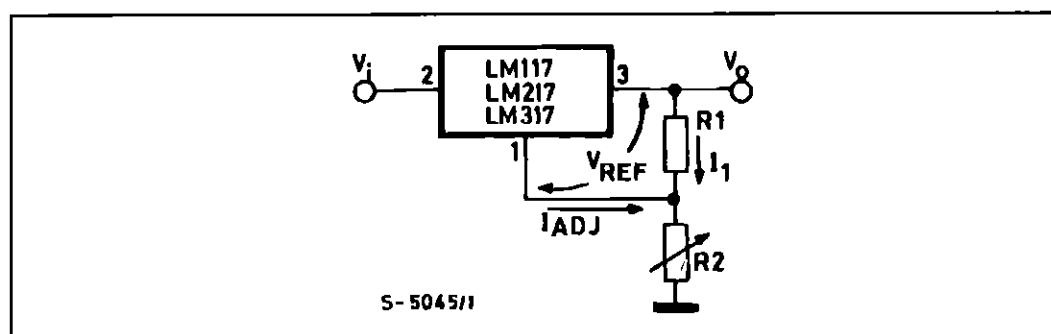 Vi
2
LM117
LM217
LM317
3
VO
1
VREF
R1
I1
IADJ
R2
S-5045/1